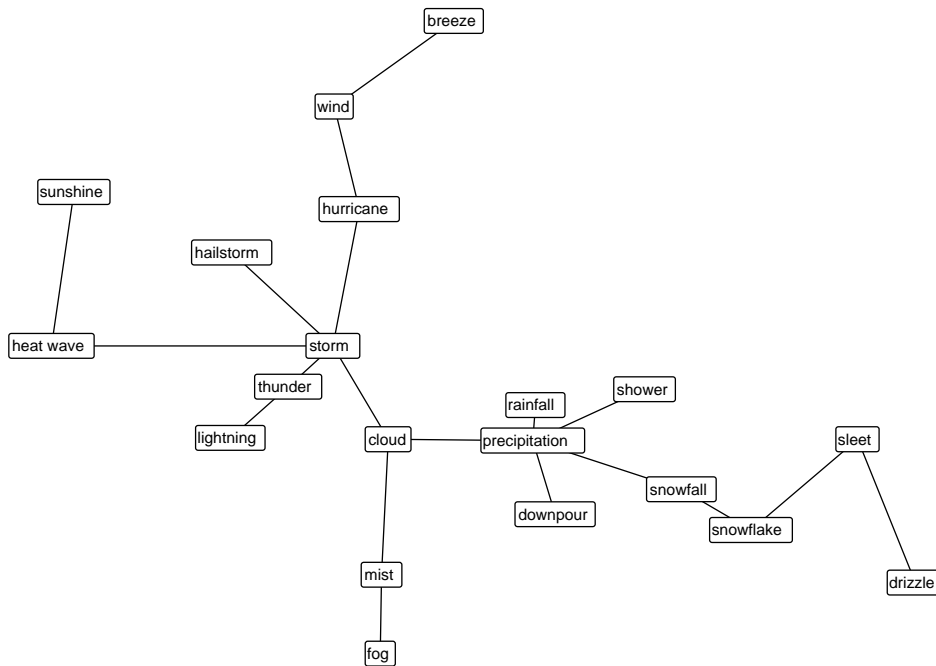 breeze
wind
sunshine
hurricane
hailstorm
heat wave
storm
thunder
shower
rainfall
lightning
cloud
precipitation
sleet
snowfall
downpour
snowflake
mist
drizzle
fog